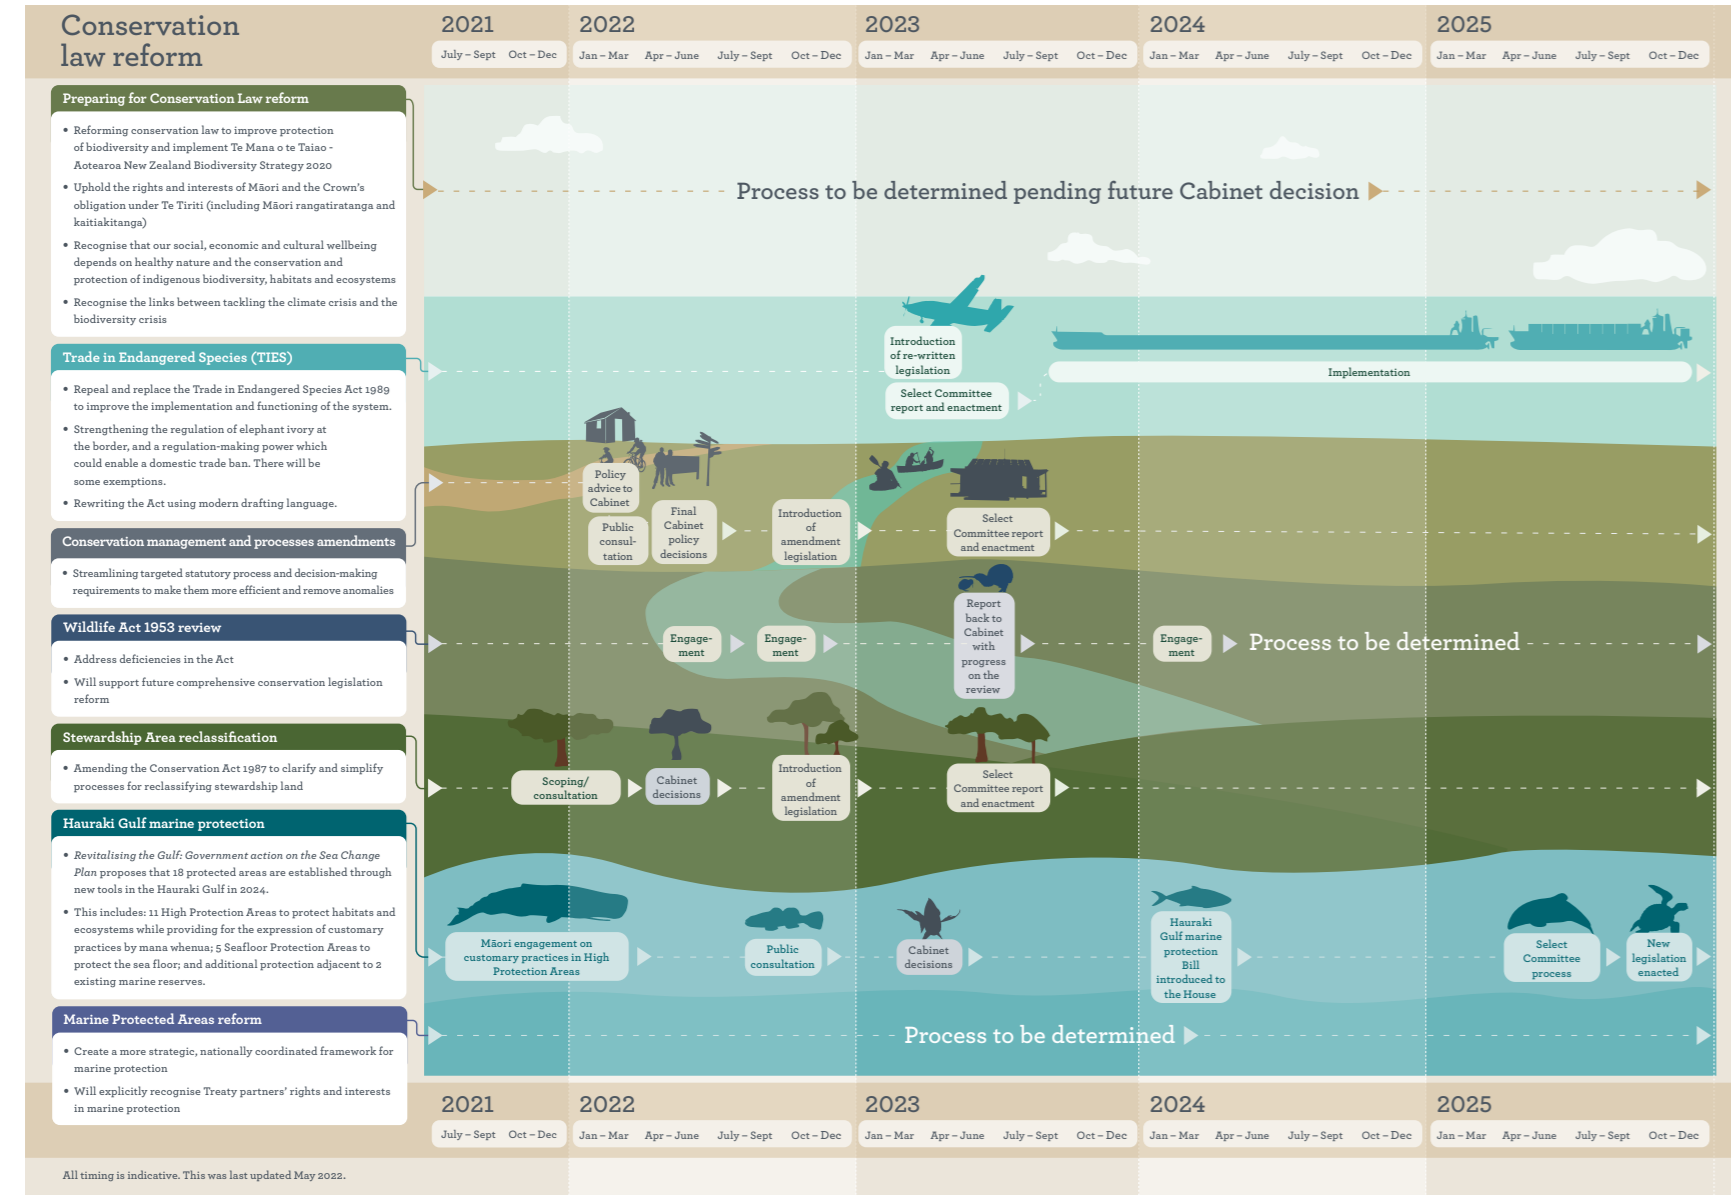 Conservation
law reform
2021
2022
2023
2024
2025
July – Sept Oct – Dec
Jan – Mar Apr – June July – Sept Oct – Dec
Jan – Mar Apr – June July – Sept Oct – Dec
Jan – Mar Apr – June July – Sept Oct – Dec
Jan – Mar Apr – June July – Sept Oct – Dec
Preparing for Conservation Law reform
• Reforming conservation law to improve protection
of biodiversity and implement Te Mana o te Taiao -
Aotearoa New Zealand Biodiversity Strategy 2020
• Uphold the rights and interests of Māori and the Crown's
obligation under Te Tiriti (including Māori rangatiratanga and
kaitiakitanga)
• Recognise that our social, economic and cultural wellbeing
depends on healthy nature and the conservation and
protection of indigenous biodiversity, habitats and ecosystems
• Recognise the links between tackling the climate crisis and the
biodiversity crisis
Process to be determined pending future Cabinet decision
Trade in Endangered Species (TIES)
• Repeal and replace the Trade in Endangered Species Act 1989
to improve the implementation and functioning of the system.
• Strengthening the regulation of elephant ivory at
the border, and a regulation-making power which
could enable a domestic trade ban. There will be
some exemptions.
• Rewriting the Act using modern drafting language.
Introduction
of re-written
legislation
Select Committee
report and enactment
Implementation
Conservation management and processes amendments
• Streamlining targeted statutory process and decision-making
requirements to make them more efficient and remove anomalies
Policy
advice to
Cabinet
Public
consul-
tation
Final
Cabinet
policy
decisions
Introduction
of
amendment
legislation
Select
Committee report
and enactment
Wildlife Act 1953 review
• Address deficiencies in the Act
• Will support future comprehensive conservation legislation
reform
Engage-
ment
Engage-
ment
Report
back to
Cabinet
with
progress
on the
review
Engage-
ment
Process to be determined
Stewardship Area reclassification
• Amending the Conservation Act 1987 to clarify and simplify
processes for reclassifying stewardship land
Scoping/
consultation
Cabinet
decisions
Introduction
of
amendment
legislation
Select
Committee report
and enactment
Hauraki Gulf marine protection
• Revitalising the Gulf: Government action on the Sea Change
Plan proposes that 18 protected areas are established through
new tools in the Hauraki Gulf in 2024.
• This includes: 11 High Protection Areas to protect habitats and
ecosystems while providing for the expression of customary
practices by mana whenua; 5 Seafloor Protection Areas to
protect the sea floor; and additional protection adjacent to 2
existing marine reserves.
Māori engagement on
customary practices in High
Protection Areas
Public
consultation
Cabinet
decisions
Hauraki
Gulf marine
protection
Bill
introduced to
the House
Select
Committee
process
New
legislation
enacted
Marine Protected Areas reform
• Create a more strategic, nationally coordinated framework for
marine protection
• Will explicitly recognise Treaty partners' rights and interests
in marine protection
Process to be determined
2021
2022
2023
2024
2025
July – Sept Oct – Dec
Jan – Mar Apr – June July – Sept Oct – Dec
Jan – Mar Apr – June July – Sept Oct – Dec
Jan – Mar Apr – June July – Sept Oct – Dec
Jan – Mar Apr – June July – Sept Oct – Dec
All timing is indicative. This was last updated May 2022.